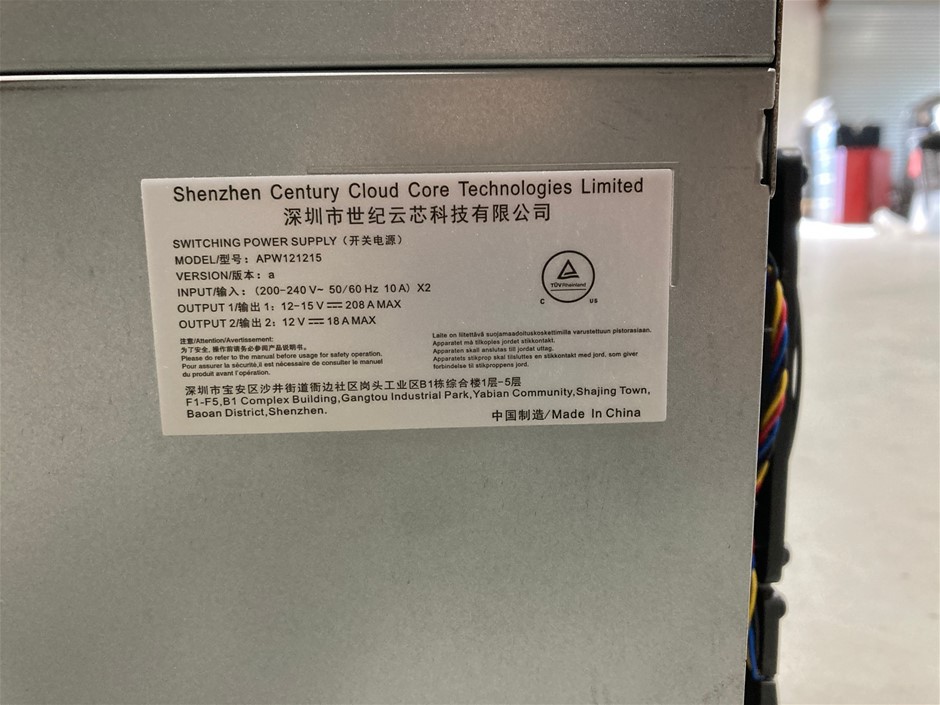 Shenzhen Century Cloud Core Technologies Limited
深圳市世纪云芯科技有限公司
SWITCHING POWER SUPPLY（开关电源）
MODEL/型号：APW121215
VERSION/版本：a
INPUT/输入：(200-240 V~ 50/60 Hz 10 A) X2
OUTPUT 1/输出 1：12-15 V⎓208 A MAX
OUTPUT 2/输出 2：12 V⎓18 A MAX
TÜVRheinland
C US
注意/Attention/Avertissement:
为了安全, 操作前请务必参阅产品说明书。
Please do refer to the manual before usage for safety operation.
Pour assurer la sécurité,il est nécessaire de consulter le manuel
du produit avant l'opération.
Laite on liitettävä suojamaadoituskoskettimilla varustettuun pistorasiaan.
Apparatet må tilkoples jordet stikkontakt.
Apparaten skall anslutas till jordat uttag.
Apparatets stikprop skal tilsluttes en stikkontakt med jord, som giver
forbindelse til stikproppens jord.
深圳市宝安区沙井街道衙边社区岗头工业区B1栋综合楼1层-5层
F1-F5,B1 Complex Building,Gangtou Industrial Park,Yabian Community,Shajing Town,
Baoan District,Shenzhen.
中国制造/Made In China